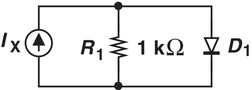 I_X R_1 1 kΩ D_1